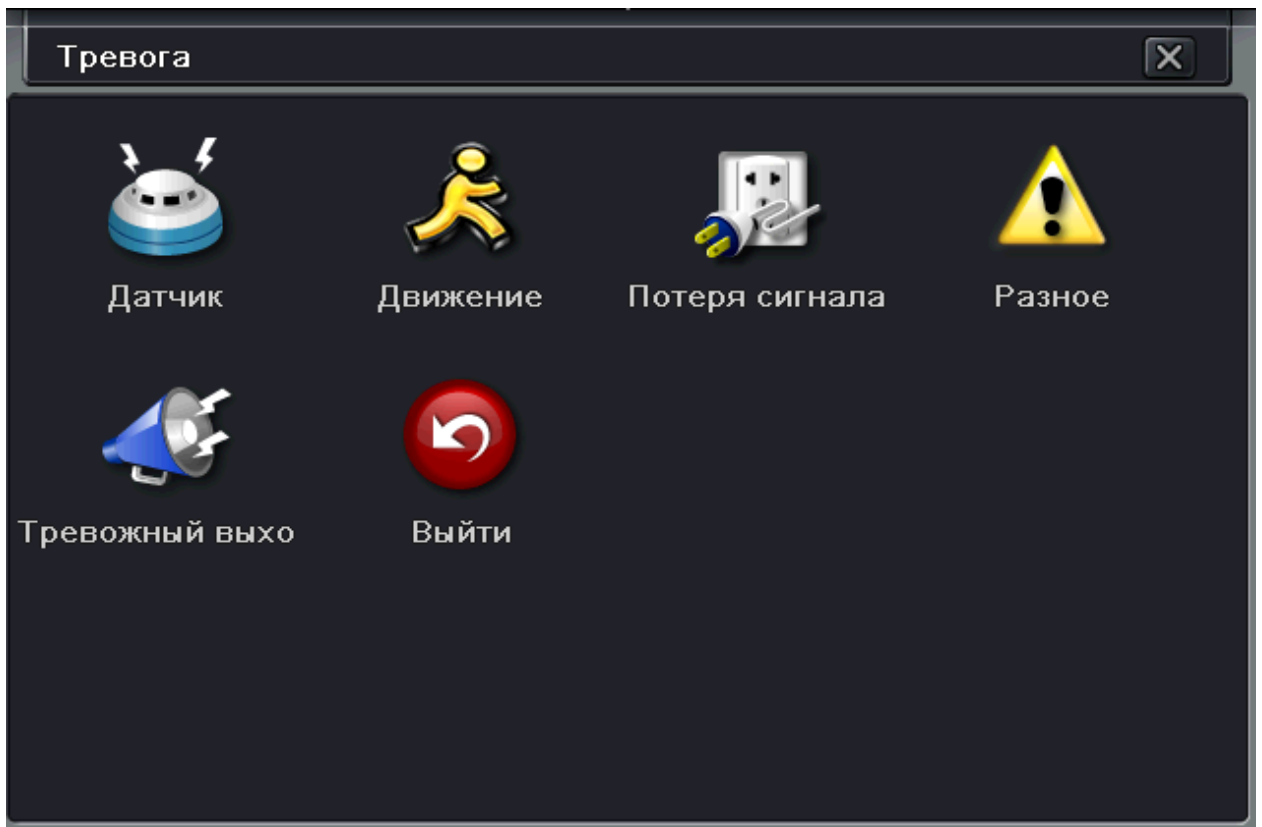 Тревога
Датчик Движение Потеря сигнала Разное
Тревожный выхо Выйти